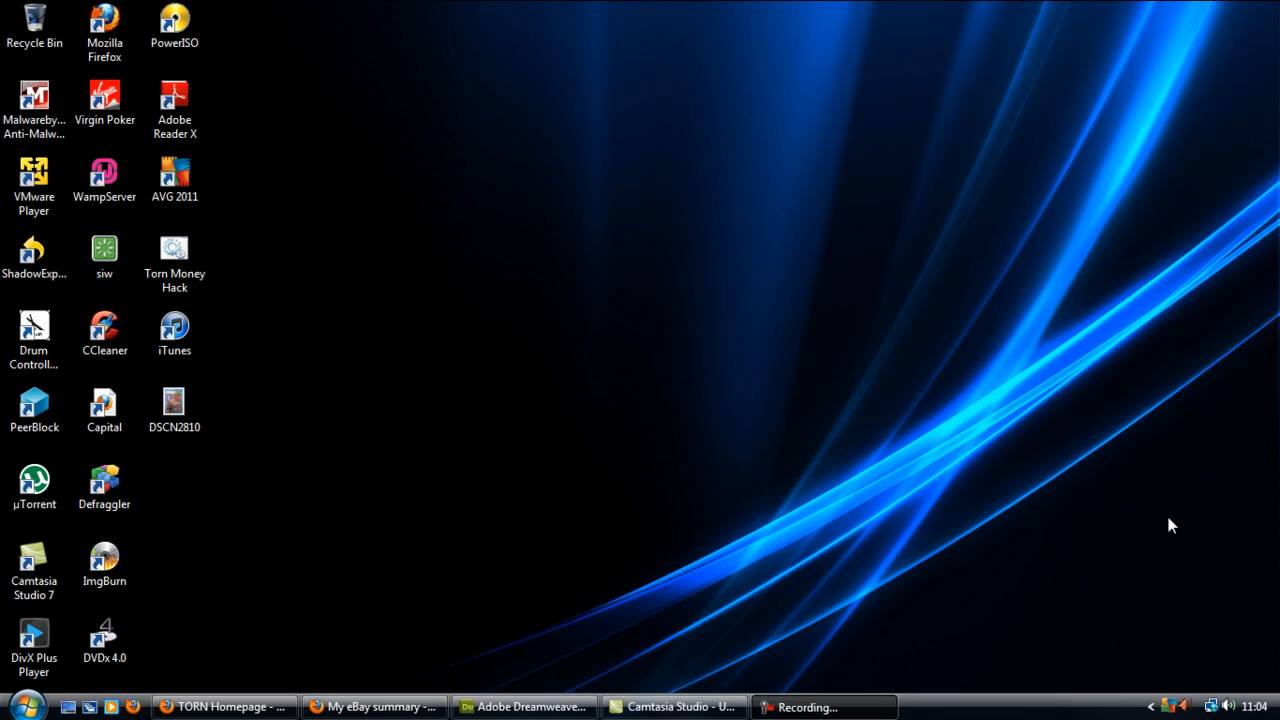 Recycle Bin
Mozilla
Firefox
PowerISO
Malwareby...
Anti-Malw...
Virgin Poker
Adobe
Reader X
VMware
Player
WampServer
AVG 2011
ShadowExp...
siw
Torn Money
Hack
Drum
Controll...
CCleaner
iTunes
PeerBlock
Capital
DSCN2810
µTorrent
Defraggler
Camtasia
Studio 7
ImgBurn
DivX Plus
Player
4
DVDx 4.0
TORN Homepage - ...
My eBay summary -...
Dw
Adobe Dreamweave...
Camtasia Studio - U...
Recording...
11:04